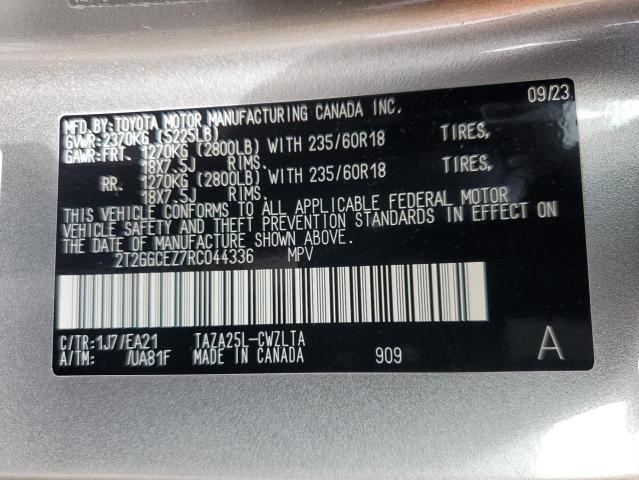 09/23
MFD.BY:TOYOTA MOTOR MANUFACTURING CANADA INC.
GVWR:2370KG (5225LB)
GAWR:FRT. 1270KG (2800LB) WITH 235/60R18 TIRES,
18X7.5J RIMS.
RR. 1270KG (2800LB) WITH 235/60R18 TIRES,
18X7.5J RIMS.
THIS VEHICLE CONFORMS TO ALL APPLICABLE FEDERAL MOTOR
VEHICLE SAFETY AND THEFT PREVENTION STANDARDS IN EFFECT ON
THE DATE OF MANUFACTURE SHOWN ABOVE.
2T2GGCEZ7RC044336 MPV
C/TR:1J7/EA21 TAZA25L-CWZLTA
A/TM: /UA81F MADE IN CANADA 909 A